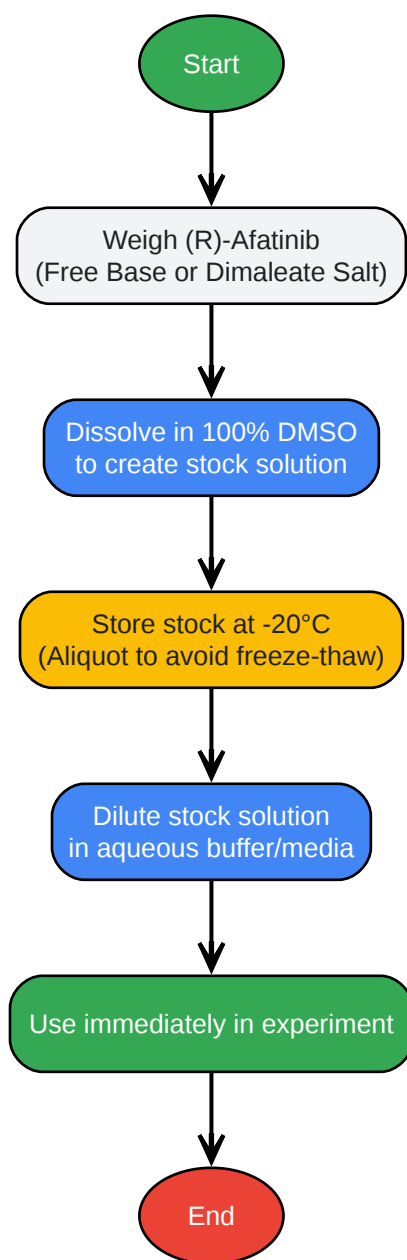 Start
Weigh (R)-Afatinib
(Free Base or Dimaleate Salt)
Dissolve in 100% DMSO
to create stock solution
Store stock at -20°C
(Aliquot to avoid freeze-thaw)
Dilute stock solution
in aqueous buffer/media
Use immediately in experiment
End